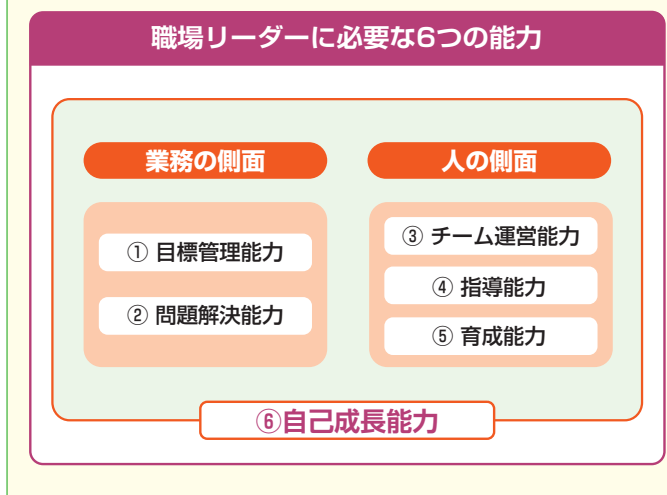 職場リーダーに必要な6つの能力
業務の側面
① 目標管理能力
② 問題解決能力
人の側面
③ チーム運営能力
④ 指導能力
⑤ 育成能力
⑥自己成長能力